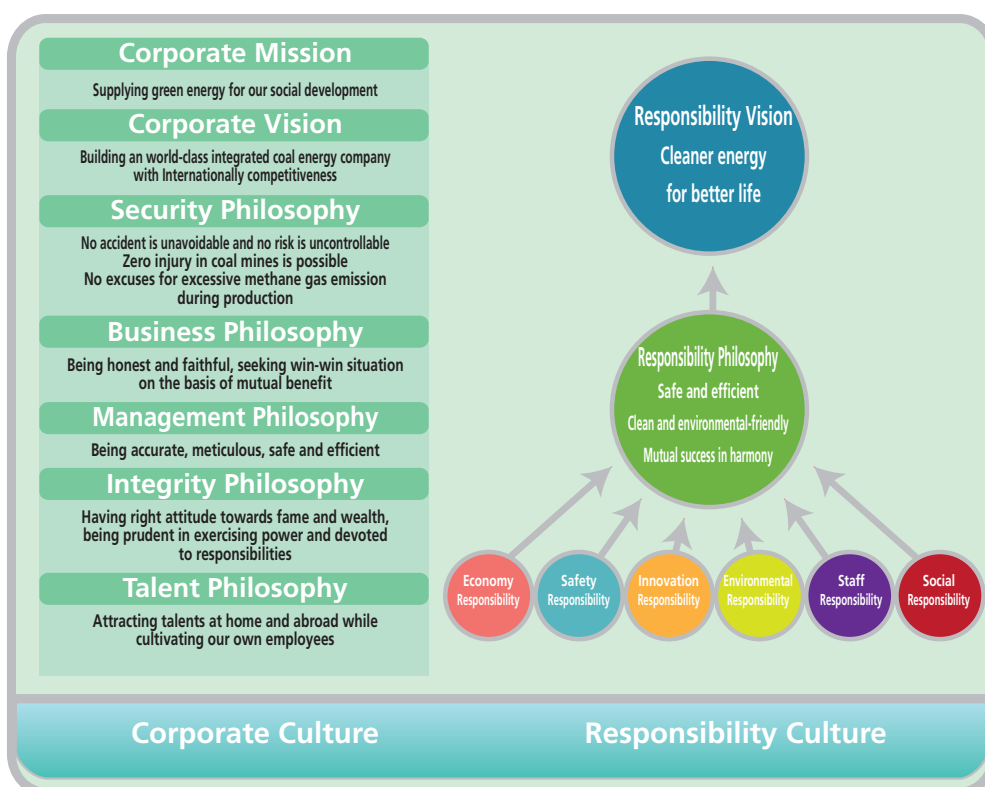 Corporate Mission
Supplying green energy for our social development
Corporate Vision
Building an world-class integrated coal energy company
with Internationally competitiveness
Security Philosophy
No accident is unavoidable and no risk is uncontrollable
Zero injury in coal mines is possible
No excuses for excessive methane gas emission
during production
Business Philosophy
Being honest and faithful, seeking win-win situation
on the basis of mutual benefit
Management Philosophy
Being accurate, meticulous, safe and efficient
Integrity Philosophy
Having right attitude towards fame and wealth,
being prudent in exercising power and devoted
to responsibilities
Talent Philosophy
Attracting talents at home and abroad while
cultivating our own employees
Corporate Culture
Responsibility Vision
Cleaner energy
for better life
Responsibility Philosophy
Safe and efficient
Clean and environmental-friendly
Mutual success in harmony
Economy
Responsibility
Safety
Responsibility
Innovation
Responsibility
Environmental
Responsibility
Staff
Responsibility
Social
Responsibility
Responsibility Culture